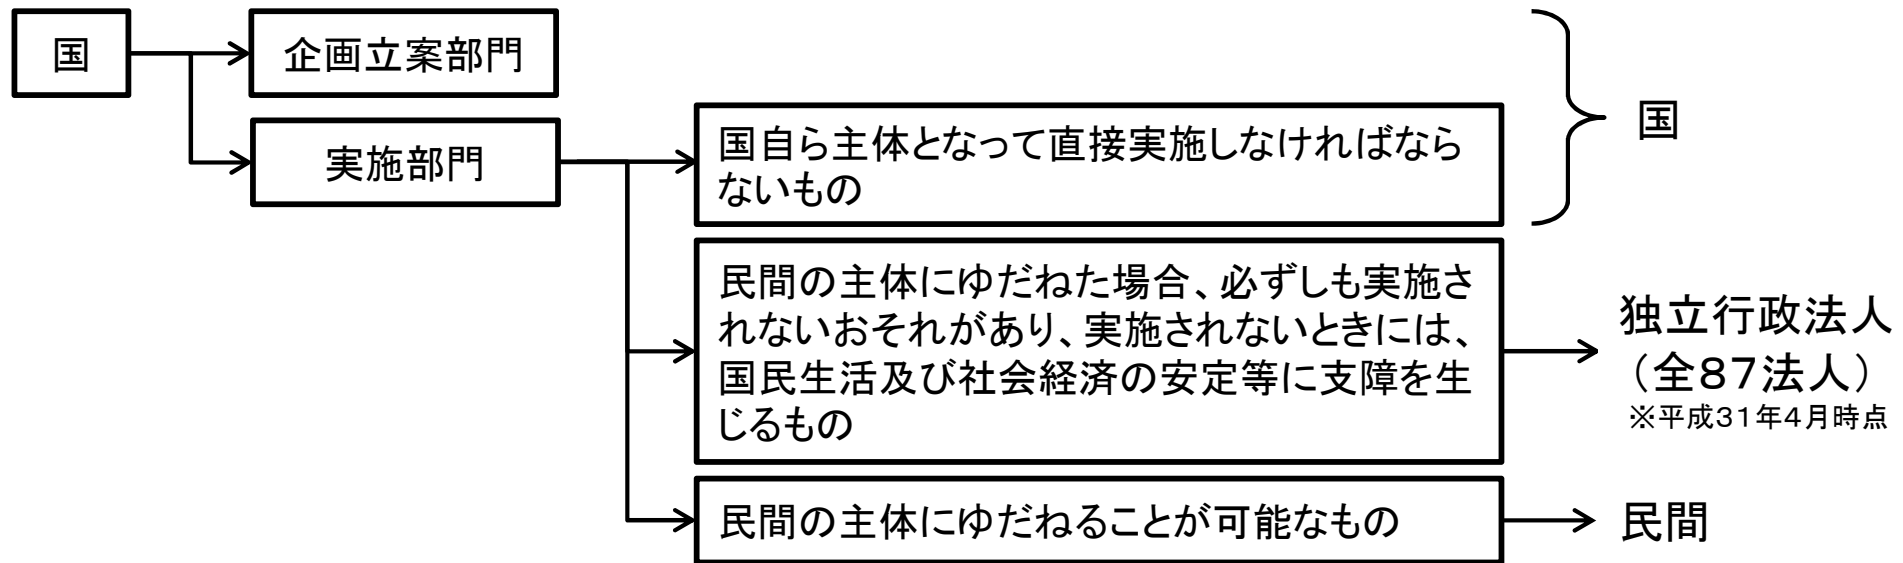 国
企画立案部門
実施部門
国自ら主体となって直接実施しなければなら
ないもの
国
民間の主体にゆだねた場合、必ずしも実施さ
れないおそれがあり、実施されないときには、
国民生活及び社会経済の安定等に支障を生
じるもの
独立行政法人
（全８７法人）
※平成３１年４月時点
民間の主体にゆだねることが可能なもの
民間